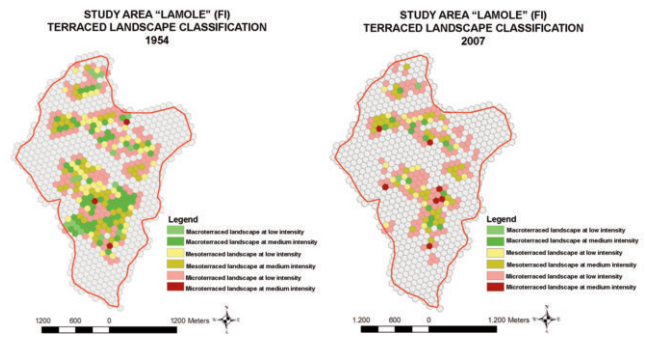 STUDY AREA "LAMOLE" (FI)
TERRACED LANDSCAPE CLASSIFICATION
1954
Legend
Macroterraced landscape at low intensity
Macroterraced landscape at medium intensity
Mesoterraced landscape at low intensity
Mesoterraced landscape at medium intensity
Microterraced landscape at low intensity
Microterraced landscape at medium intensity
1200 600 0 1200 Meters
N
W E
S
STUDY AREA "LAMOLE" (FI)
TERRACED LANDSCAPE CLASSIFICATION
2007
Legend
Macroterraced landscape at low intensity
Macroterraced landscape at medium intensity
Mesoterraced landscape at low intensity
Mesoterraced landscape at medium intensity
Microterraced landscape at low intensity
Microterraced landscape at medium intensity
1.200 600 0 1.200 Meters
N
W E
S